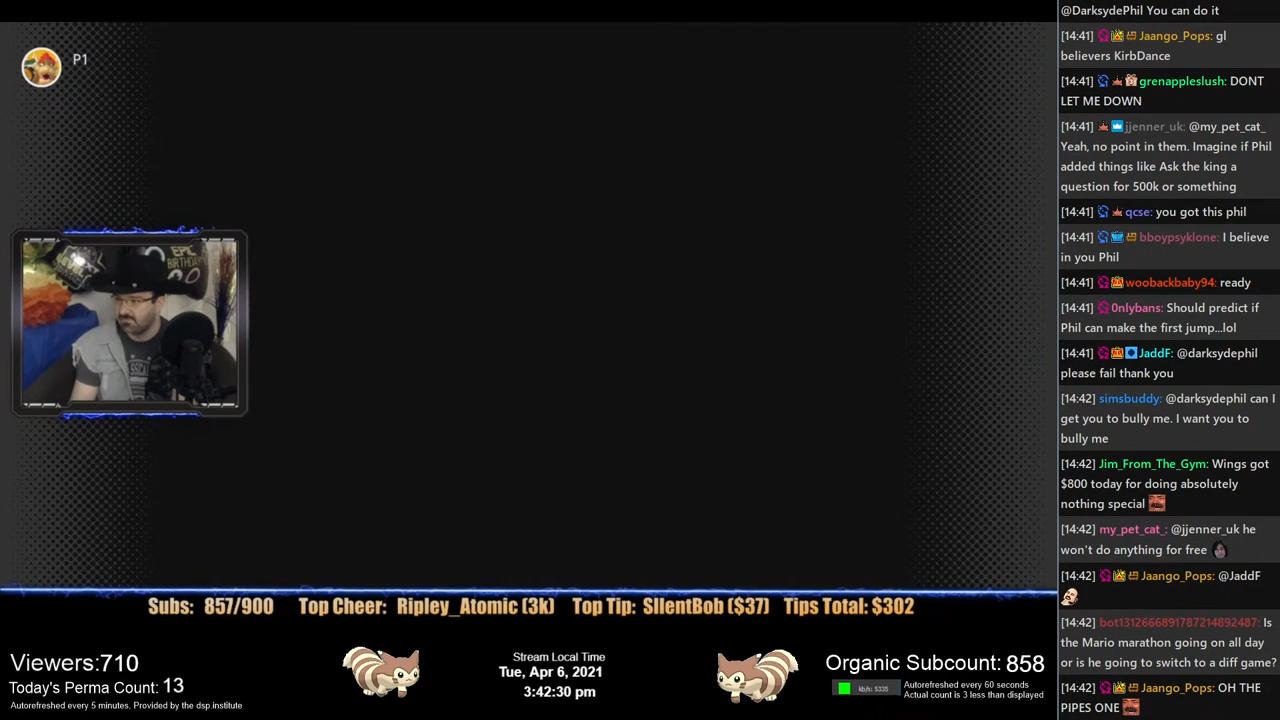 P1
EPIC
BIRTHDAY
Subs: 857/900 Top Cheer: Ripley_Atomic (3k) Top Tip: SIlentBob ($37) Tips Total: $302
Viewers:710
Today's Perma Count: 13
Autorefreshed every 5 minutes. Provided by the dsp.institute
Stream Local Time
Tue, Apr 6, 2021
3:42:30 pm
Organic Subcount: 858
kb/s: 5335
Autorefreshed every 60 seconds
Actual count is 3 less than displayed
@DarksydePhil You can do it
[14:41] Jaango_Pops: gl
believers KirbDance
[14:41] grenappleslush: DONT
LET ME DOWN
[14:41] jjenner_uk: @my_pet_cat_
Yeah, no point in them. Imagine if Phil
added things like Ask the king a
question for 500k or something
[14:41] qcse: you got this phil
[14:41] bboypsyklone: I believe
in you Phil
[14:41] woobackbaby94: ready
[14:41] 0nlybans: Should predict if
Phil can make the first jump...lol
[14:41] JaddF: @darksydephil
please fail thank you
[14:42] simsbuddy: @darksydephil can I
get you to bully me. I want you to
bully me
[14:42] Jim_From_The_Gym: Wings got
$800 today for doing absolutely
nothing special
[14:42] my_pet_cat_: @jjenner_uk he
won't do anything for free
[14:42] Jaango_Pops: @JaddF
[14:42] bot1312666891787214892487: Is
the Mario marathon going on all day
or is he going to switch to a diff game?
[14:42] Jaango_Pops: OH THE
PIPES ONE